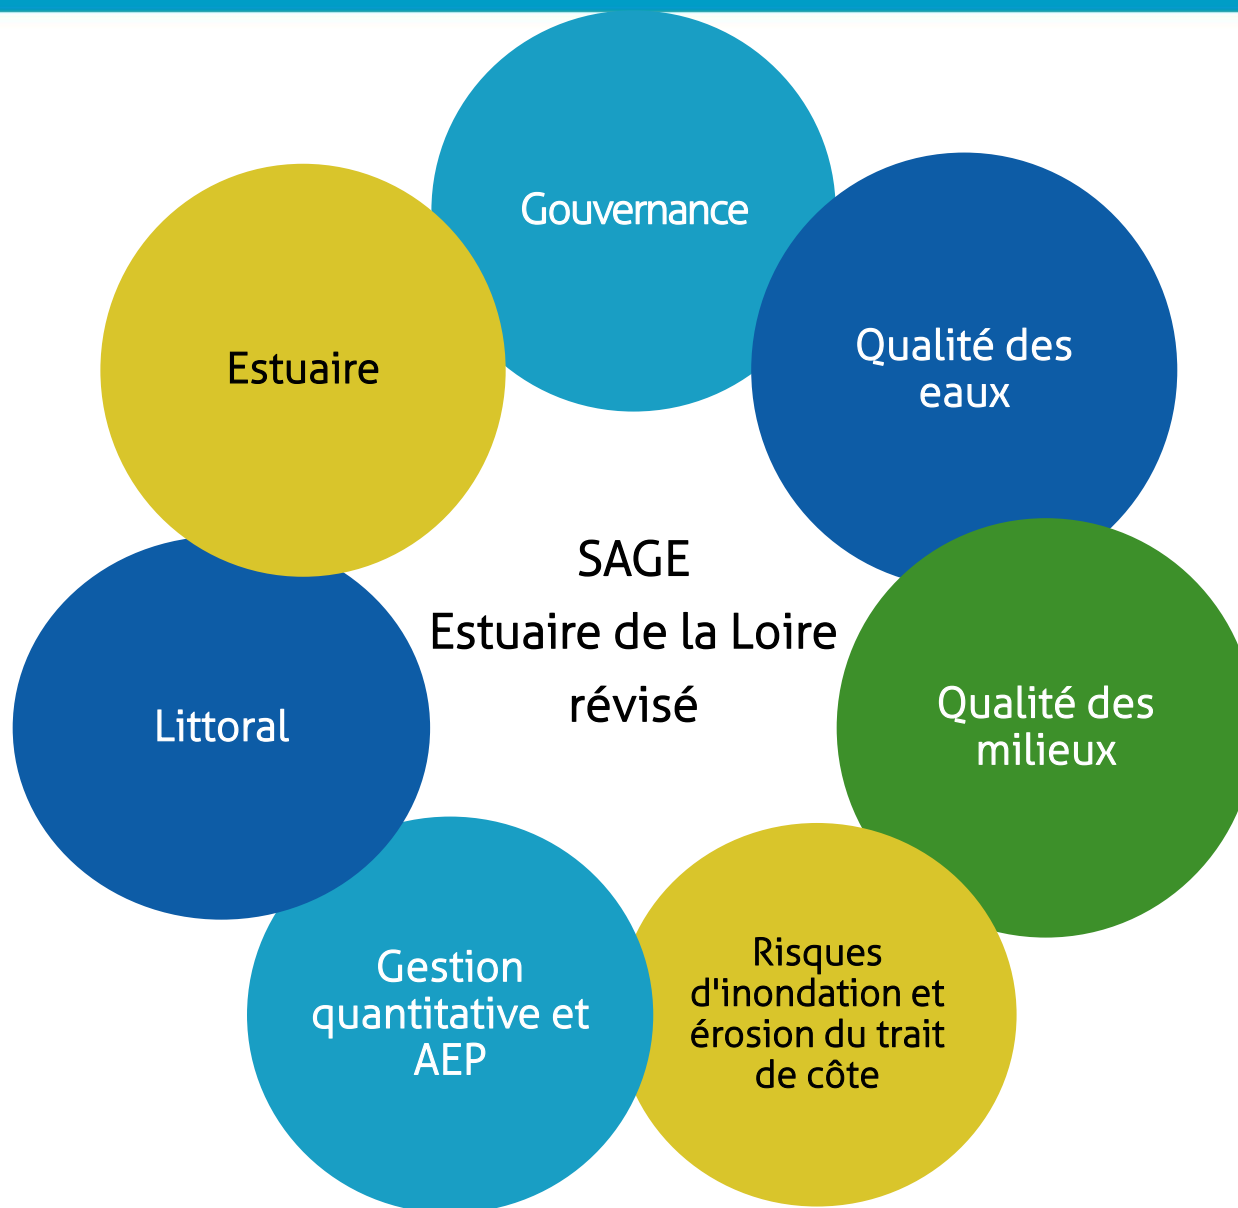 Gouvernance
Qualité des
eaux
Estuaire
SAGE
Estuaire de la Loire
révisé
Qualité des
milieux
Littoral
Risques
d'inondation et
érosion du trait
de côte
Gestion
quantitative et
AEP